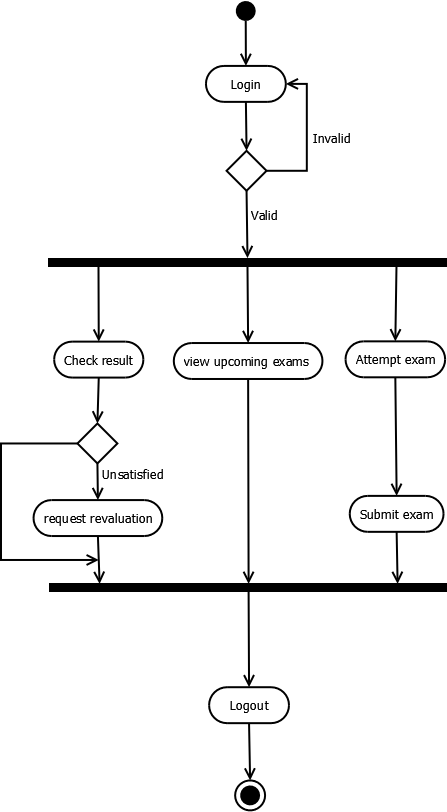 Login
Invalid
Valid
Check result
view upcoming exams
Attempt exam
Unsatisfied
request revaluation
Submit exam
Logout